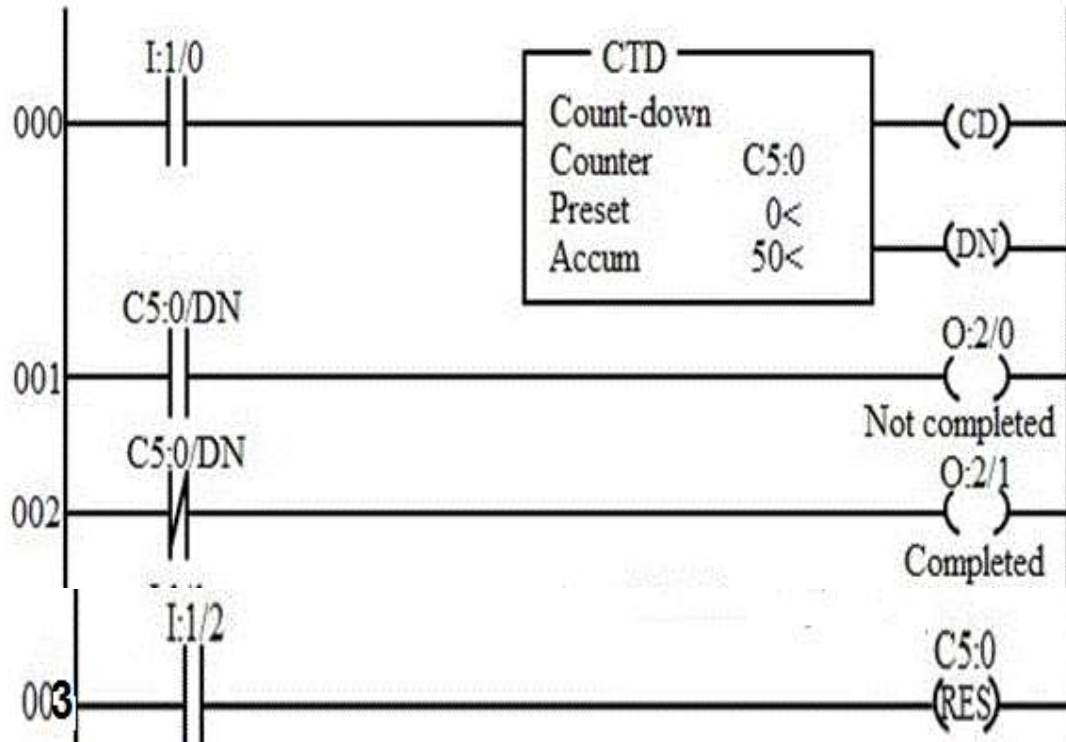 I:1/0
CTD
000
Count-down
(CD)
Counter C5:0
Preset 0<
(DN)
Accum 50<
C5:0/DN
O:2/0
001
( )
Not completed
C5:0/DN
O:2/1
002
( )
Completed
I:1/2
C5:0
003
(RES)